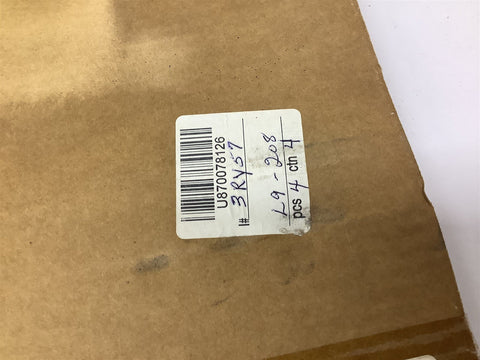 U870078126
I# 3RY57
L9-208
pcs 4 ctn 4